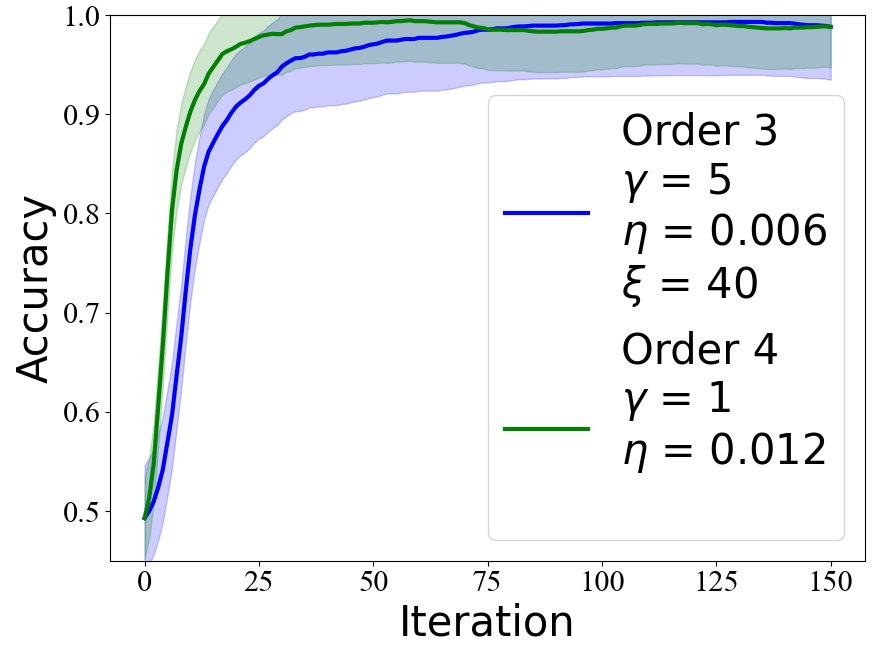 1.0
0.9
0.8
0.7
0.6
0.5
Accuracy
0
25
50
75
100
125
150
Iteration
Order 3
γ = 5
η = 0.006
ξ = 40
Order 4
γ = 1
η = 0.012